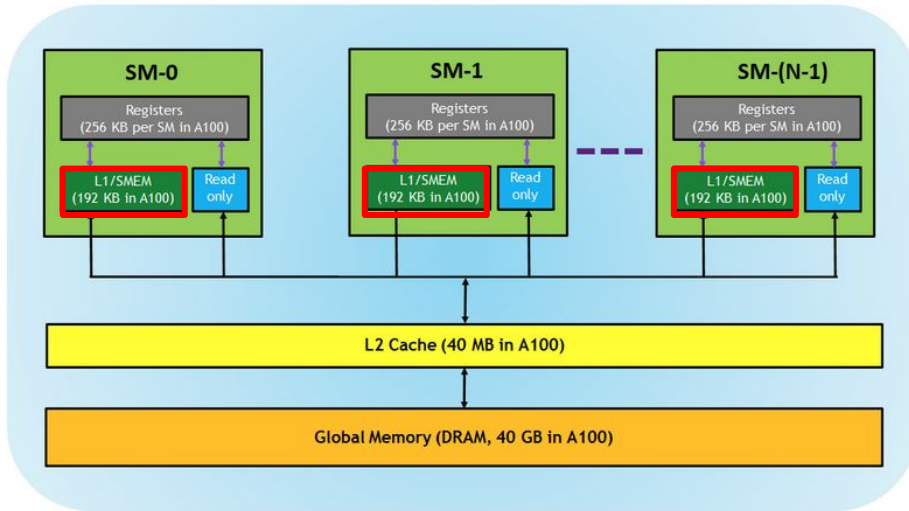 SM-0
Registers
(256 KB per SM in A100)
L1/SMEM
(192 KB in A100)
Read
only
SM-1
Registers
(256 KB per SM in A100)
L1/SMEM
(192 KB in A100)
Read
only
SM-(N-1)
Registers
(256 KB per SM in A100)
L1/SMEM
(192 KB in A100)
Read
only
L2 Cache (40 MB in A100)
Global Memory (DRAM, 40 GB in A100)